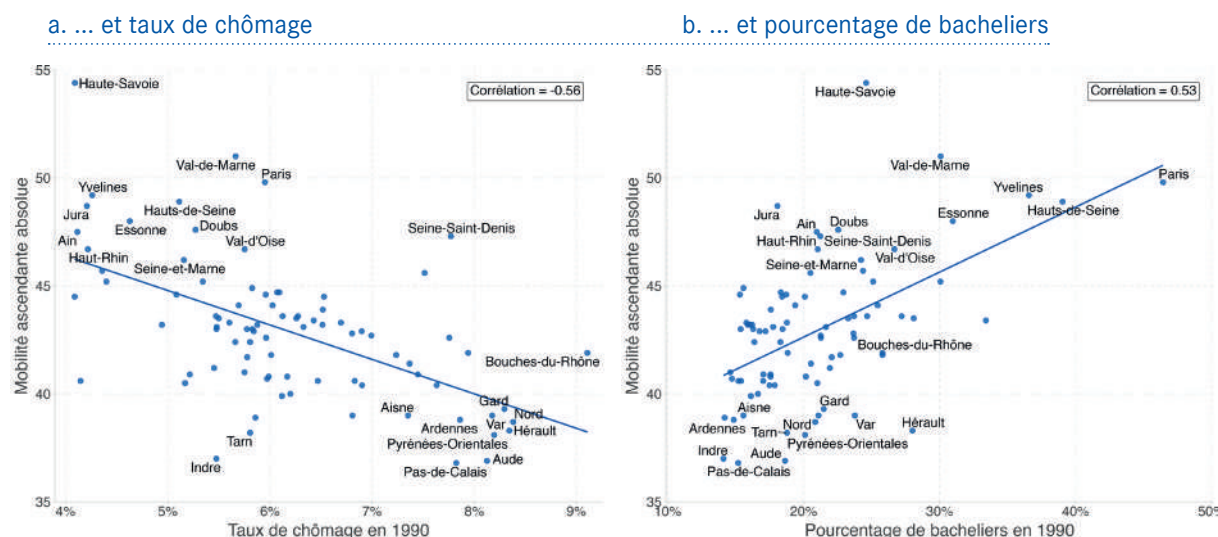 a. ... et taux de chômage
b. ... et pourcentage de bacheliers
55
Haute-Savoie
Corrélation = -0.56
Val-de-Marne
Paris
50
Yvelines
Hauts-de-Seine
Jura
Essonne
Doubs
Seine-Saint-Denis
Ain
Val-d'Oise
Haut-Rhin
Seine-et-Marne
45
Mobilité ascendante absolue
Bouches-du-Rhône
40
Gard
Aisne
Nord
Ardennes
Var
Hérault
Tarn
Pyrénées-Orientales
Indre
Aude
Pas-de-Calais
35
4%
5%
6%
7%
8%
9%
Taux de chômage en 1990
55
Haute-Savoie
Corrélation = 0.53
Val-de-Marne
Paris
50
Yvelines
Jura
Essonne
Hauts-de-Seine
Ain
Doubs
Haut-Rhin
Seine-Saint-Denis
Val-d'Oise
Seine-et-Marne
45
Mobilité ascendante absolue
Bouches-du-Rhône
40
Aisne
Gard
Ardennes
Nord
Var
Hérault
Tarn
Pyrénées-Orientales
Indre
Aude
Pas-de-Calais
35
10%
20%
30%
40%
50%
Pourcentage de bacheliers en 1990